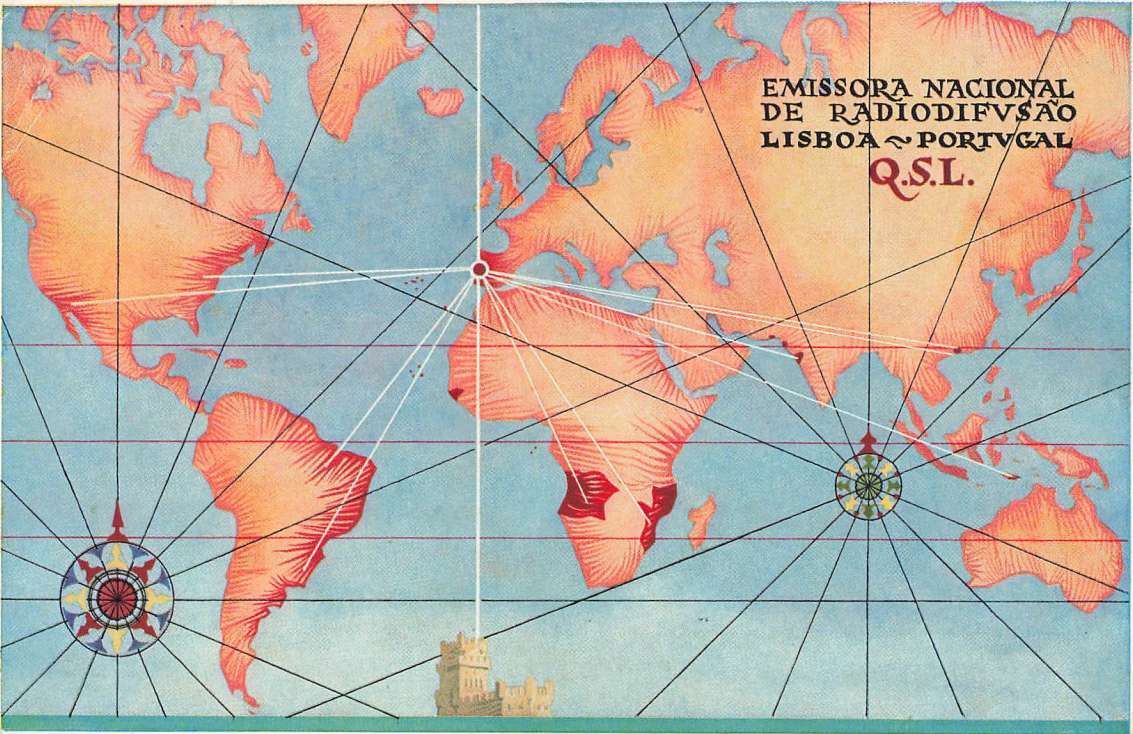 EMISSORA NACIONAL
DE RADIODIFVSÃO
LISBOA ~ PORTVGAL
Q.S.L.